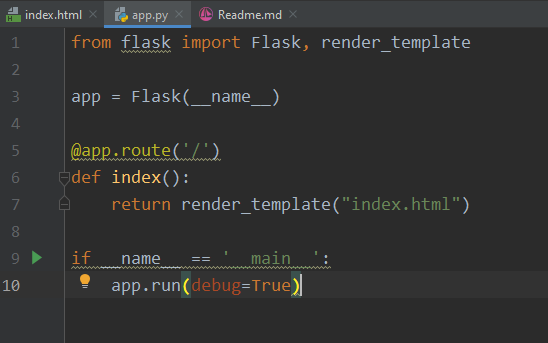 index.html app.py Readme.md
1 from flask import Flask, render_template
2
3 app = Flask(__name__)
4
5 @app.route('/')
6 def index():
7     return render_template("index.html")
8
9 if __name__ == '__main__':
10     app.run(debug=True)